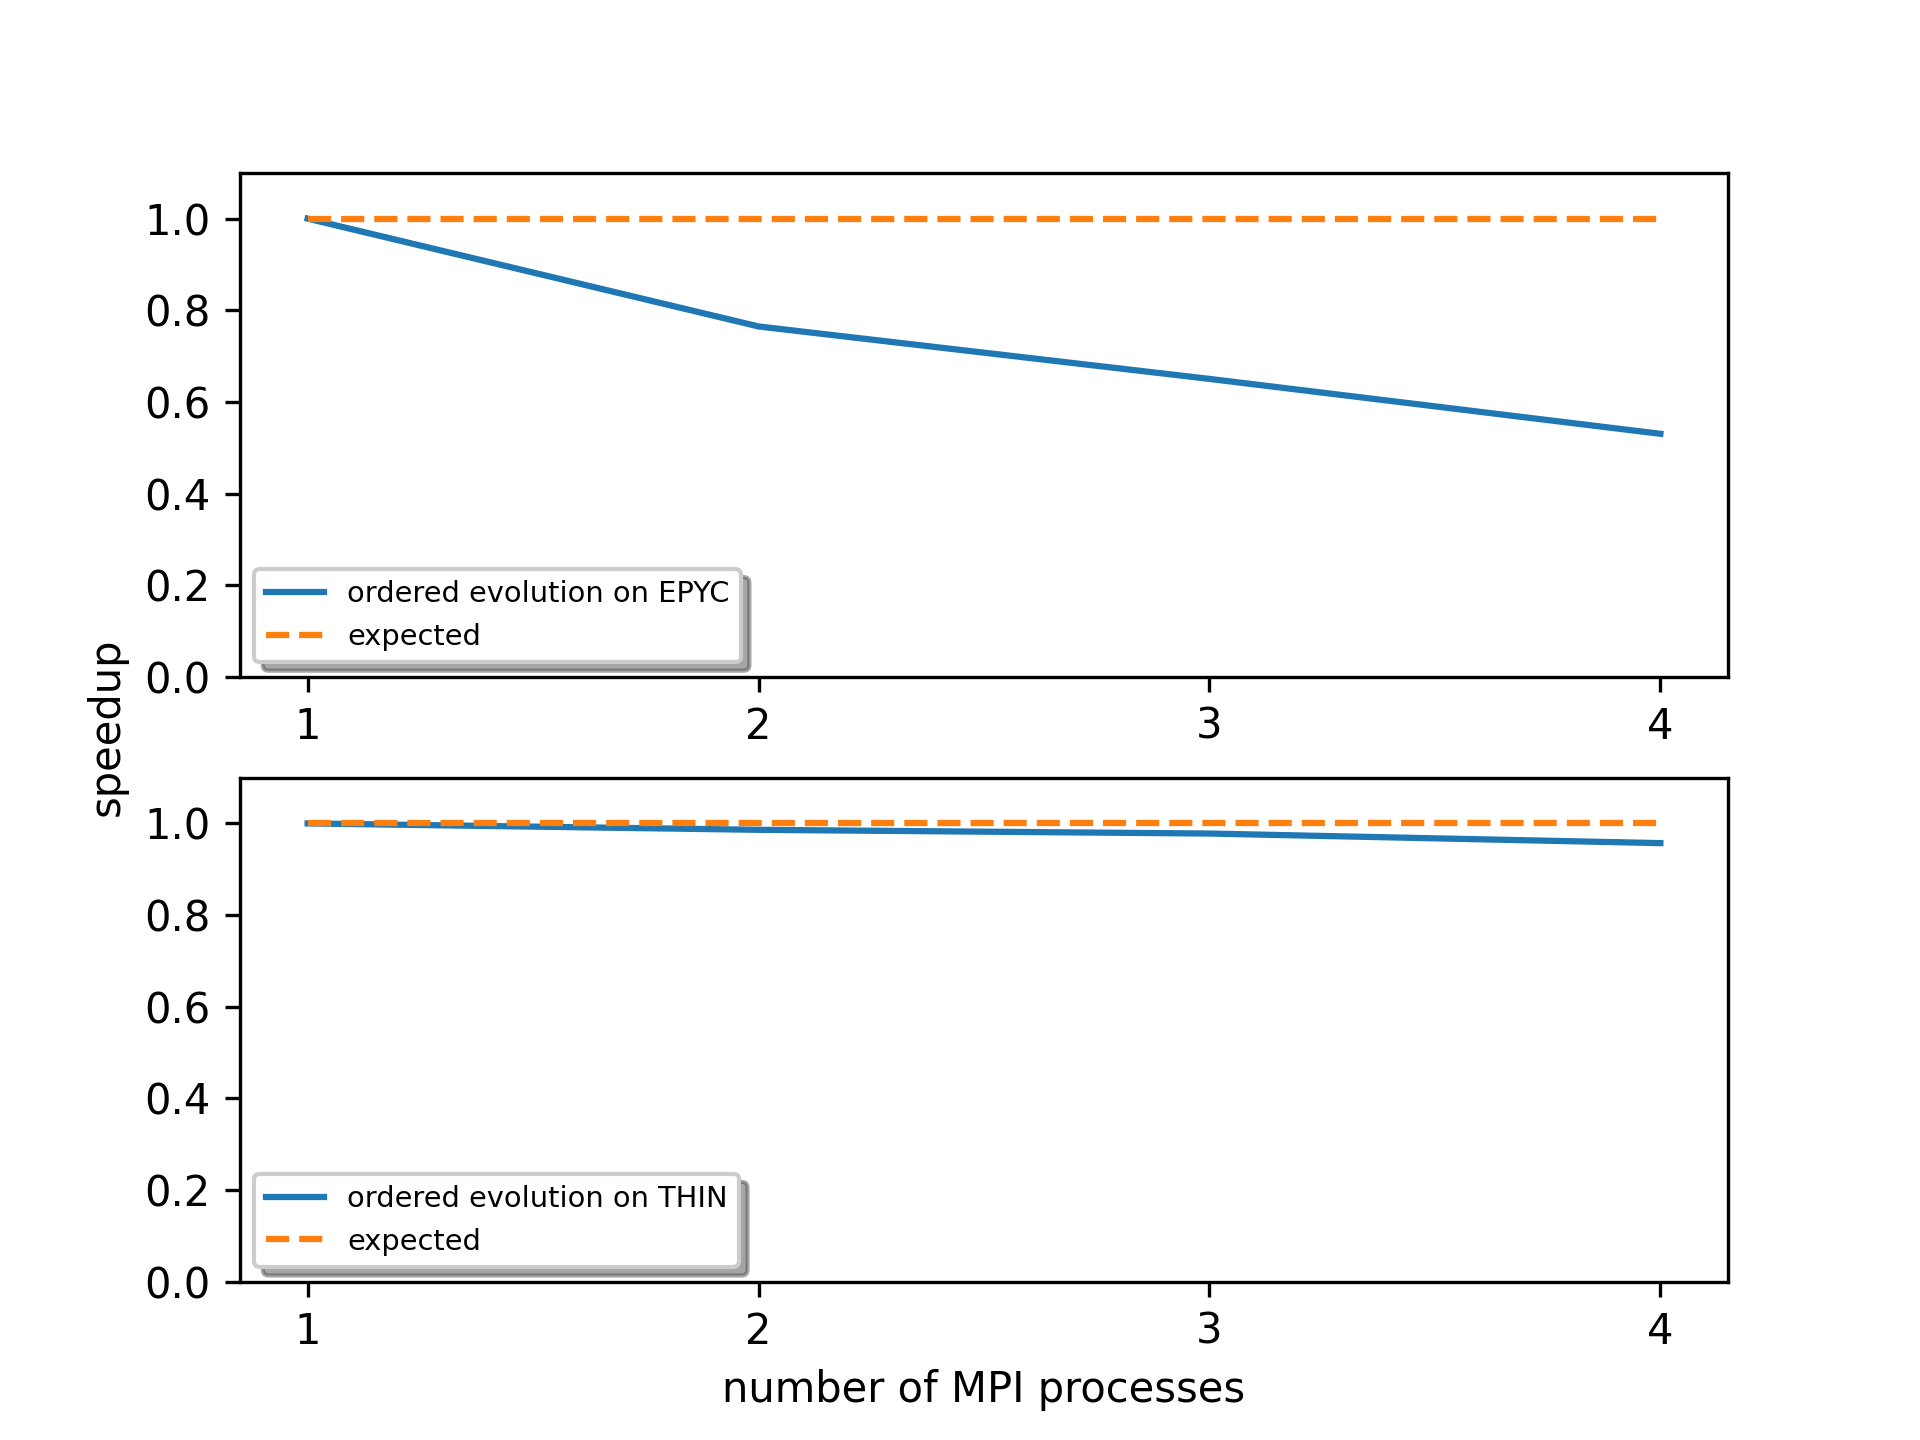 1.0
0.8
0.6
0.4
0.2
0.0
ordered evolution on EPYC
expected
1 2 3 4
speedup
1.0
0.8
0.6
0.4
0.2
0.0
ordered evolution on THIN
expected
1 2 3 4
number of MPI processes